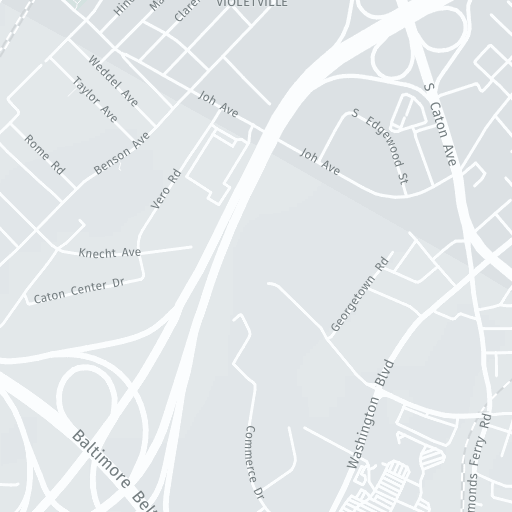 VIOLETVILLE
Weddel Ave
Taylor Ave
Joh Ave
S Caton Ave
S Edgewood St
Rome Rd
Benson Ave
Joh Ave
Vero Rd
Knecht Ave
Caton Center Dr
Georgetown Rd
Washington Blvd
Baltimore Belt
Commerce Dr
monds Ferry Rd